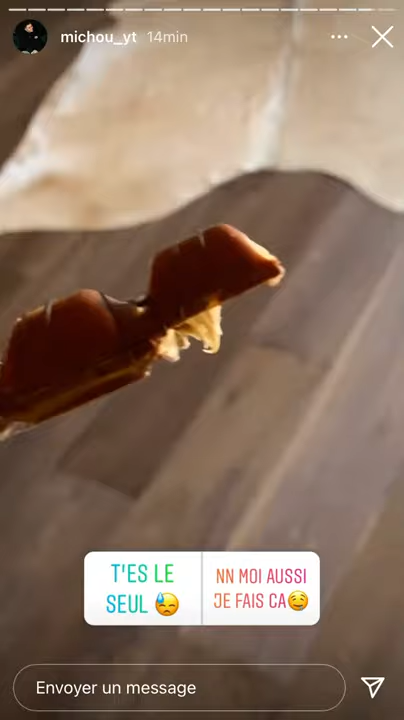 michou_yt 14min
T'ES LE
SEUL 😓
NN MOI AUSSI
JE FAIS CA🤤
Envoyer un message